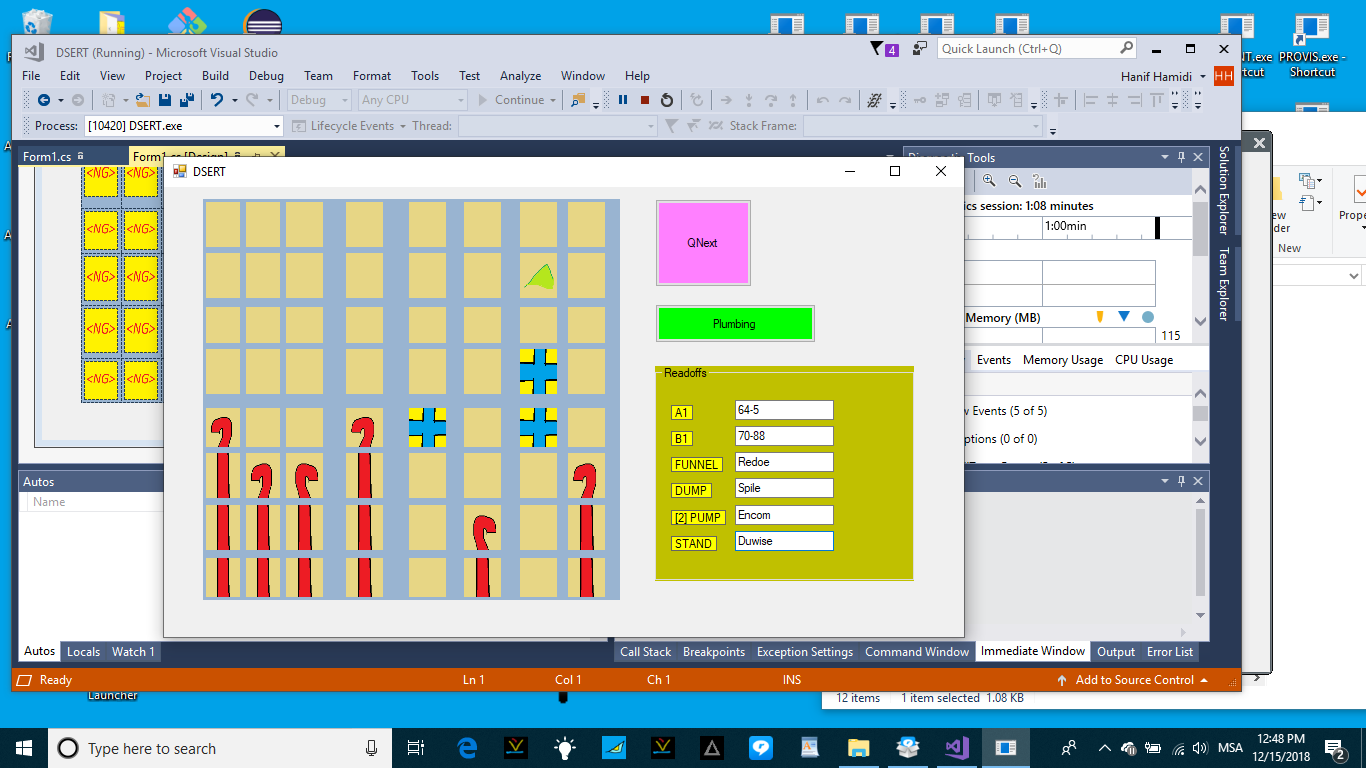 DSERT (Running) - Microsoft Visual Studio
4
Quick Launch (Ctrl+Q)
File Edit View Project Build Debug Team Format Tools Test Analyze Window Help
Hanif Hamidi HH
Debug Any CPU Continue
Process: [10420] DSERT.exe Lifecycle Events Thread: Stack Frame:
PROVIS.exe - Shortcut
Form1.cs Form1.cs [Design]
Tools
Solution Explorer
Team Explorer
<NG> <NG>
<NG> <NG>
<NG> <NG>
<NG> <NG>
<NG> <NG>
DSERT
QNext
Plumbing
Readoffs
A1 64-5
B1 70-88
FUNNEL Redoe
DUMP Spile
[2] PUMP Encom
STAND Duwise
session: 1:08 minutes
1:00min
Memory (MB)
115
Events Memory Usage CPU Usage
Events (5 of 5)
(0 of 0)
New
Autos
Name
Autos Locals Watch 1
Call Stack Breakpoints Exception Settings Command Window Immediate Window Output Error List
Ready Ln 1 Col 1 Ch 1 INS Add to Source Control
Launcher
12 items 1 item selected 1.08 KB
Type here to search
MSA
12:48 PM
12/15/2018
2